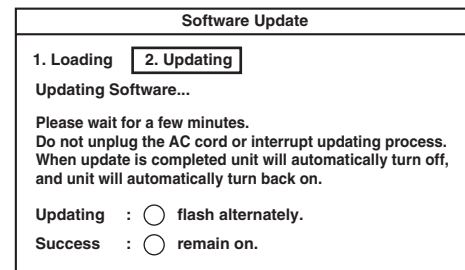 Software Update
1. Loading 2. Updating
Updating Software...
Please wait for a few minutes.
Do not unplug the AC cord or interrupt updating process.
When update is completed unit will automatically turn off,
and unit will automatically turn back on.
Updating : ◯ flash alternately.
Success : ◯ remain on.